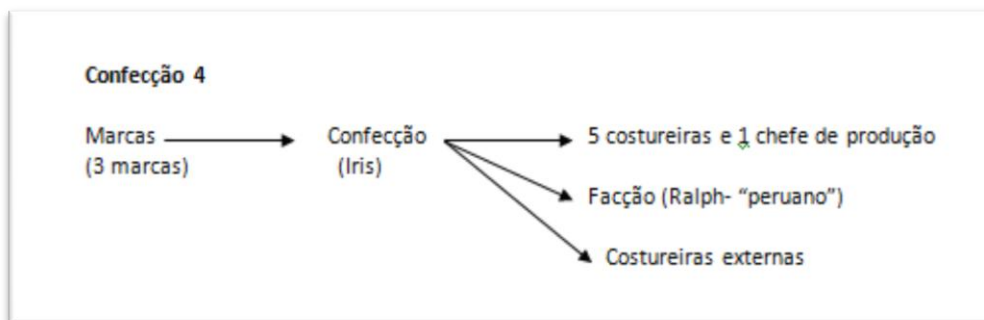 Confecção 4
Marcas
(3 marcas)
Confecção
(Iris)
5 costureiras e 1 chefe de produção
Facção (Ralph- “peruano”)
Costureiras externas